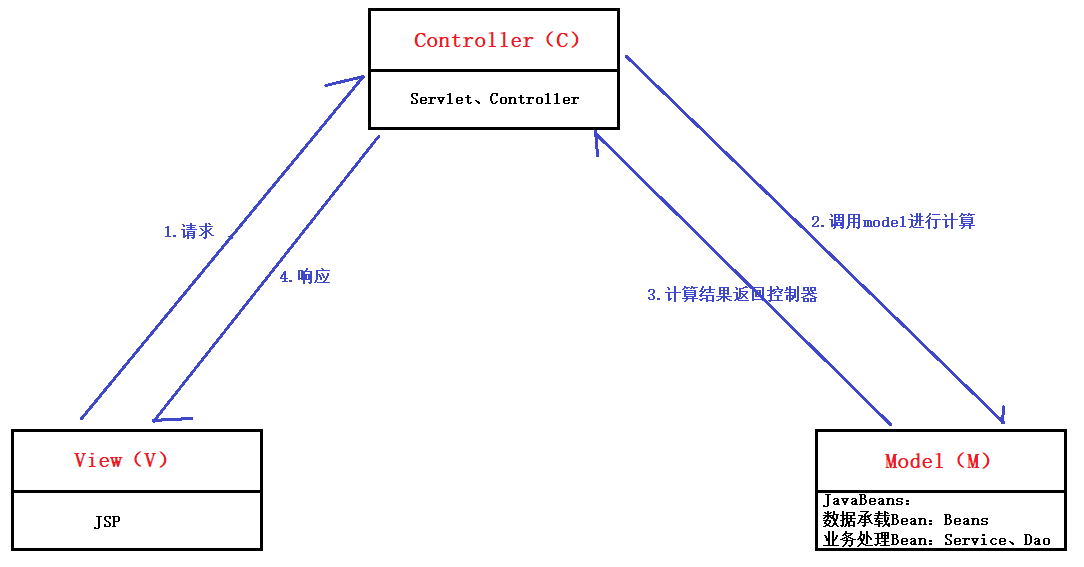 Controller（C）
Servlet、Controller
1.请求
2.调用model进行计算
4.响应
3.计算结果返回控制器
View（V）
JSP
Model（M）
JavaBeans：
数据承载Bean：Beans
业务处理Bean：Service、Dao